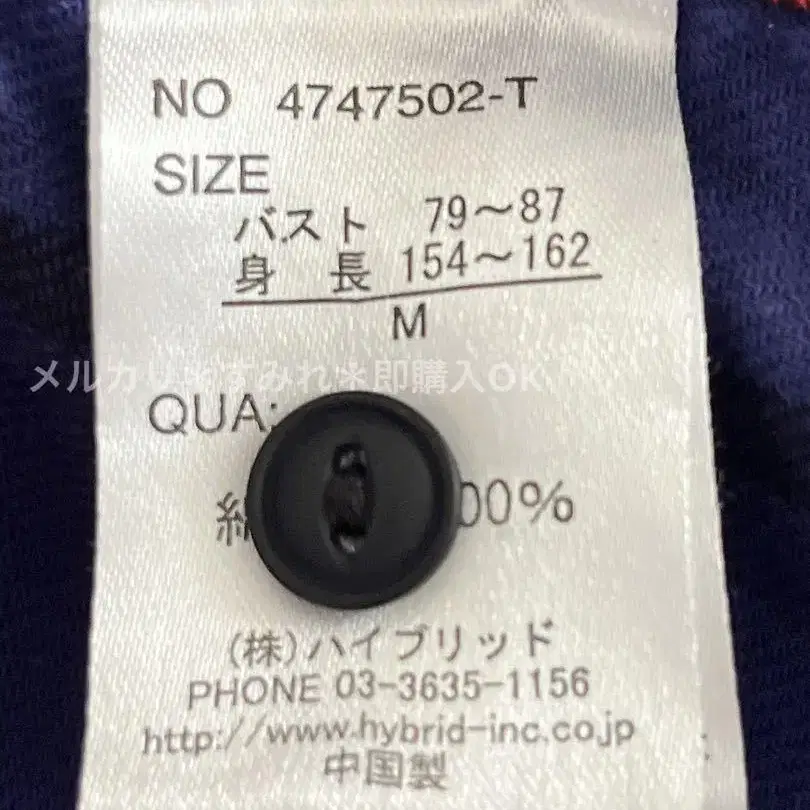 NO 4747502-T
SIZE
バスト 79～87
身 長 154～162
M
メルカリ＊すみれ＊即購入OK
QUA:
00%
(株)ハイブリッド
PHONE 03-3635-1156
http://www.hybrid-inc.co.jp
中国製